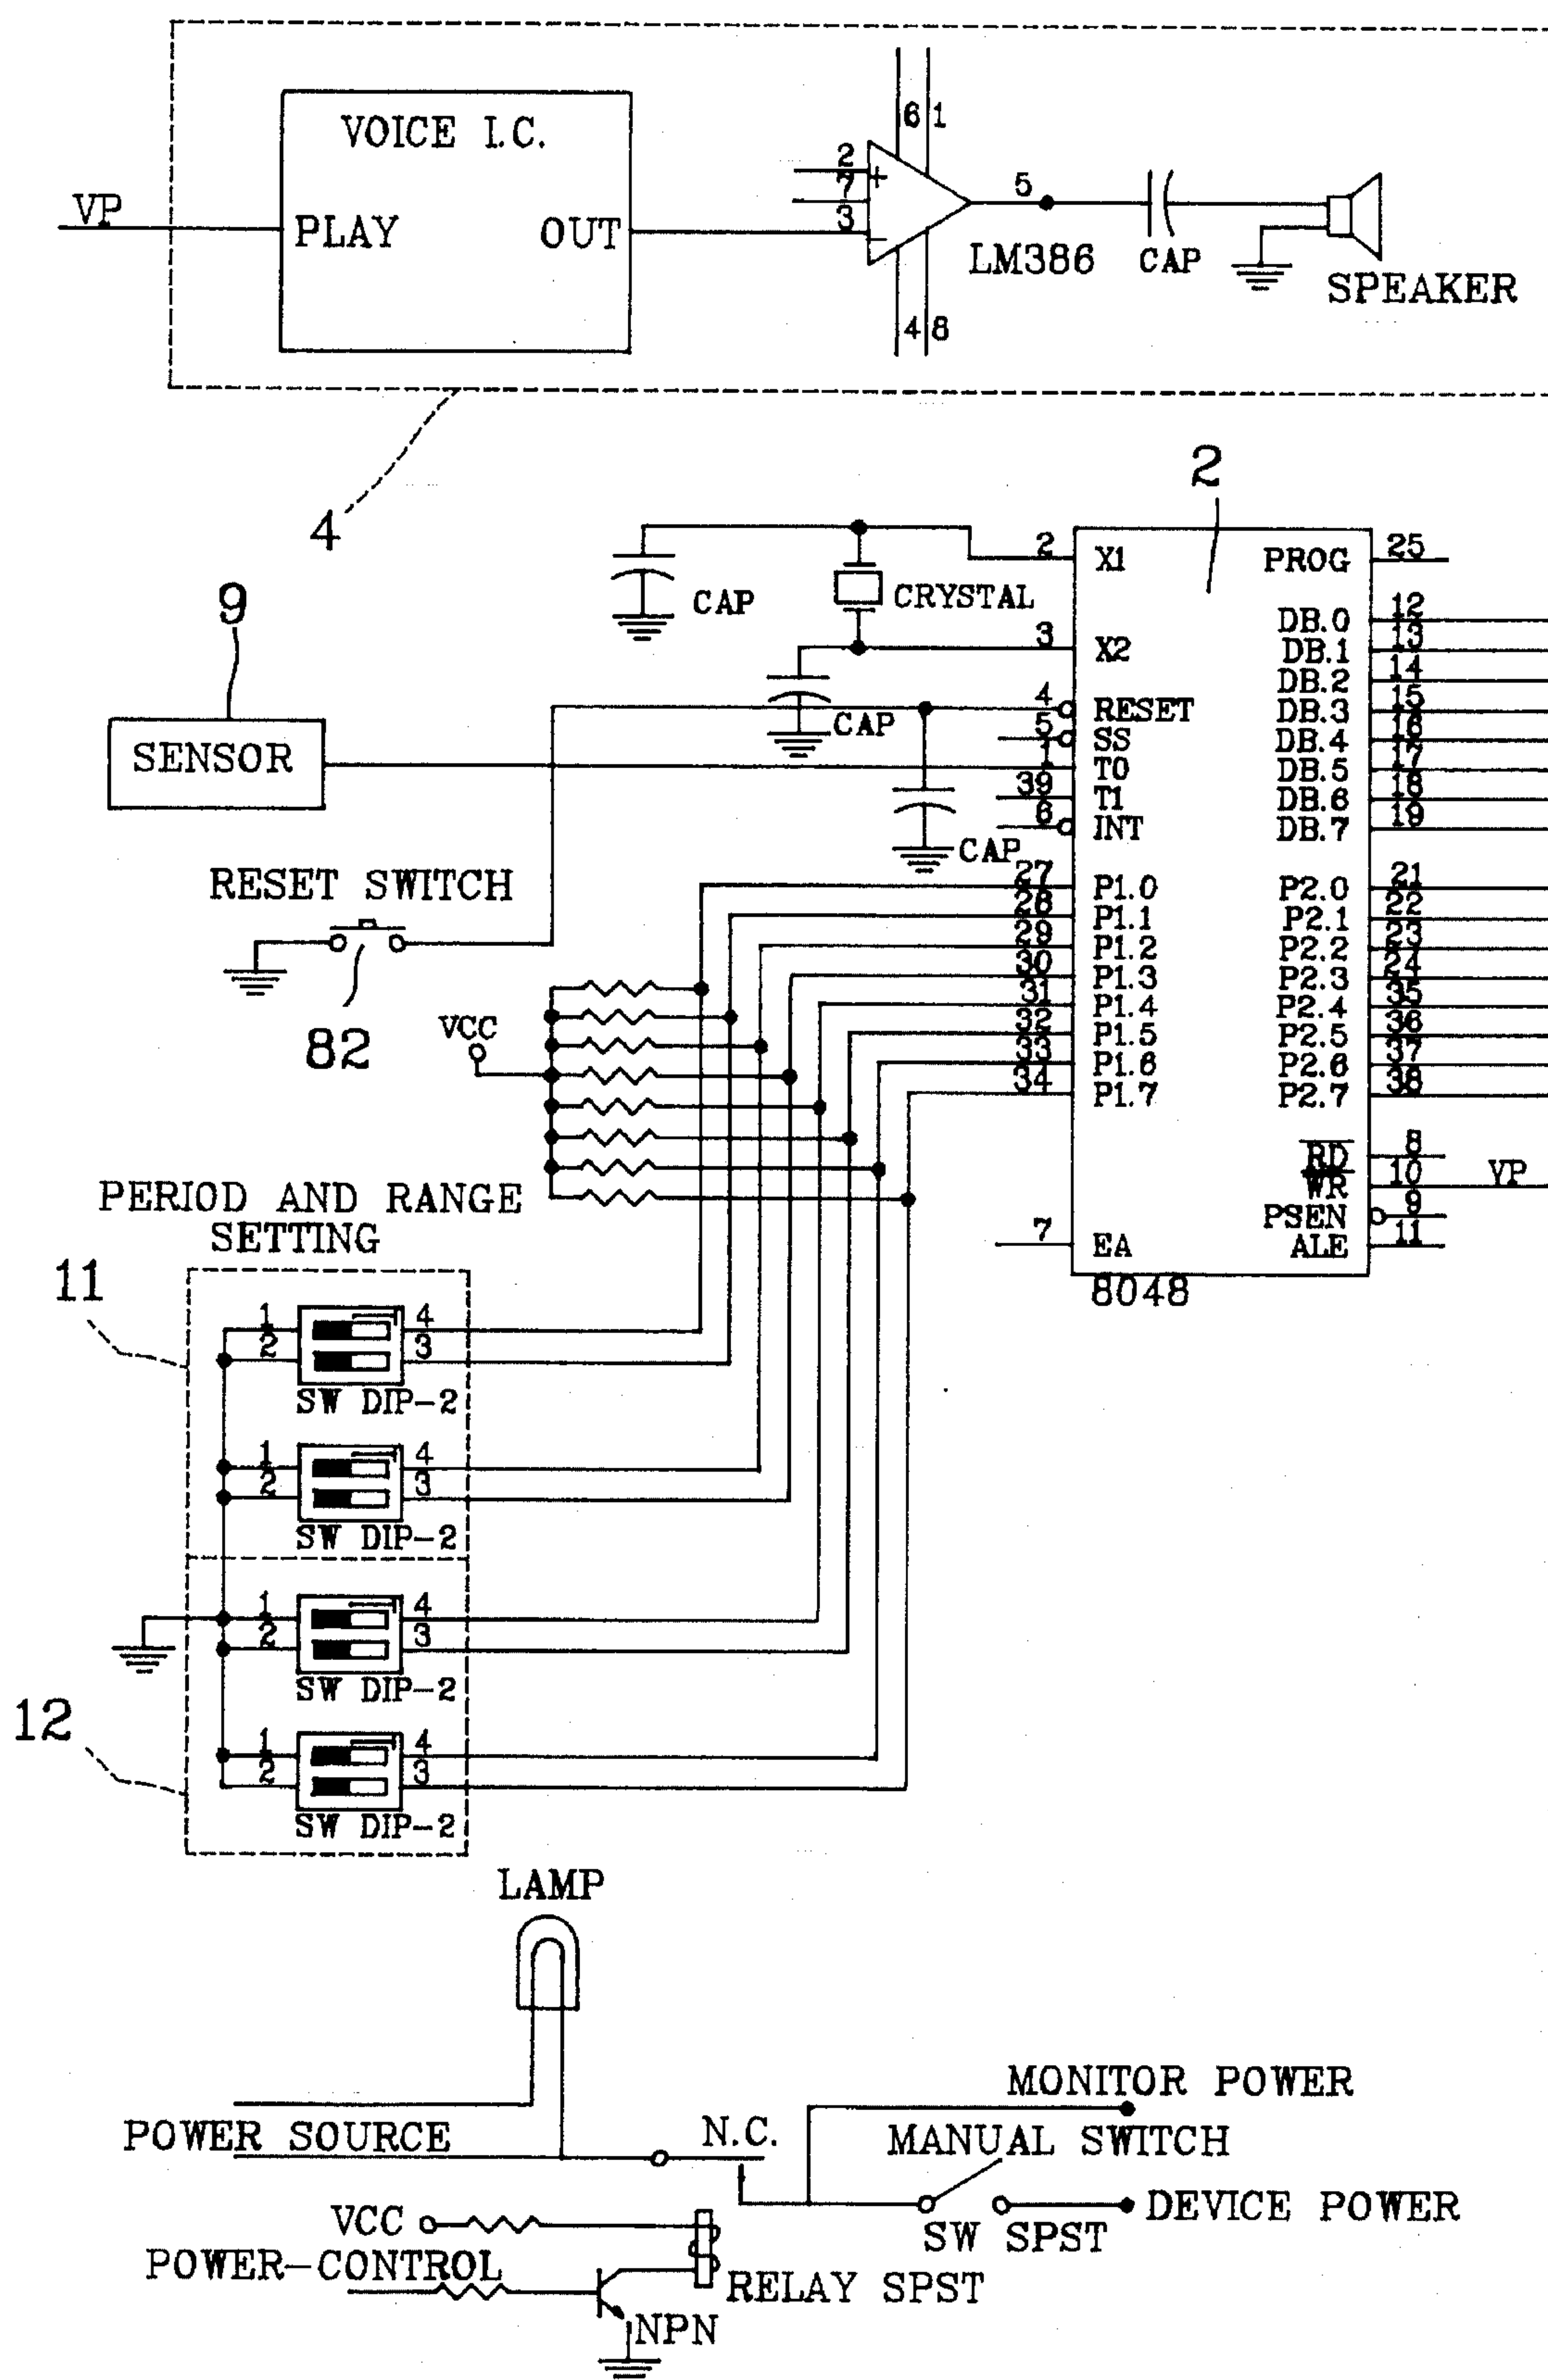 VOICE I.C.
VP
PLAY
OUT
6
1
2
7
3
+
−
5
4
8
LM386
CAP
SPEAKER
4
2
9
SENSOR
CAP
CRYSTAL
CAP
CAP
2 X1
3 X2
4 RESET
5 SS
1 T0
39 T1
6 INT
27 P1.0
28 P1.1
29 P1.2
30 P1.3
31 P1.4
32 P1.5
33 P1.6
34 P1.7
7 EA
PROG 25
DB.0 12
DB.1 13
DB.2 14
DB.3 15
DB.4 16
DB.5 17
DB.6 18
DB.7 19
P2.0 21
P2.1 22
P2.2 23
P2.3 24
P2.4 35
P2.5 36
P2.6 37
P2.7 38
RD 8
WR 10 VP
PSEN 9
ALE 11
8048
RESET SWITCH
82
VCC
PERIOD AND RANGE
SETTING
11
1 4
2 3
SW DIP-2
1 4
2 3
SW DIP-2
1 4
2 3
SW DIP-2
12
1 4
2 3
SW DIP-2
LAMP
POWER SOURCE
N.C.
MONITOR POWER
MANUAL SWITCH
DEVICE POWER
SW SPST
VCC
POWER-CONTROL
RELAY SPST
NPN